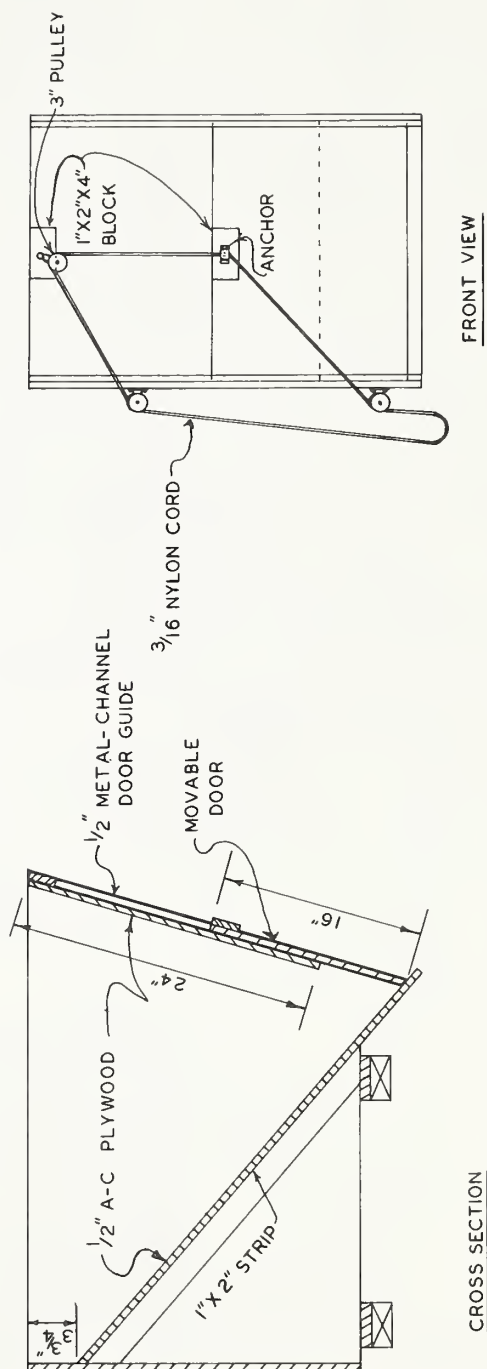 3/4"
1/2" A-C PLYWOOD
24"
1/2" METAL-CHANNEL
DOOR GUIDE
MOVABLE
DOOR
16"
1"X 2" STRIP
CROSS SECTION
3/16" NYLON CORD
3" PULLEY
1"X2"X4"
BLOCK
ANCHOR
FRONT VIEW